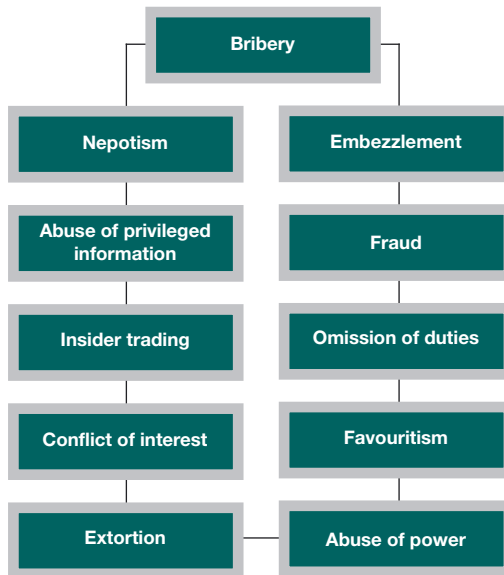 Bribery
Nepotism
Embezzlement
Abuse of privileged
information
Fraud
Insider trading
Omission of duties
Conflict of interest
Favouritism
Extortion
Abuse of power